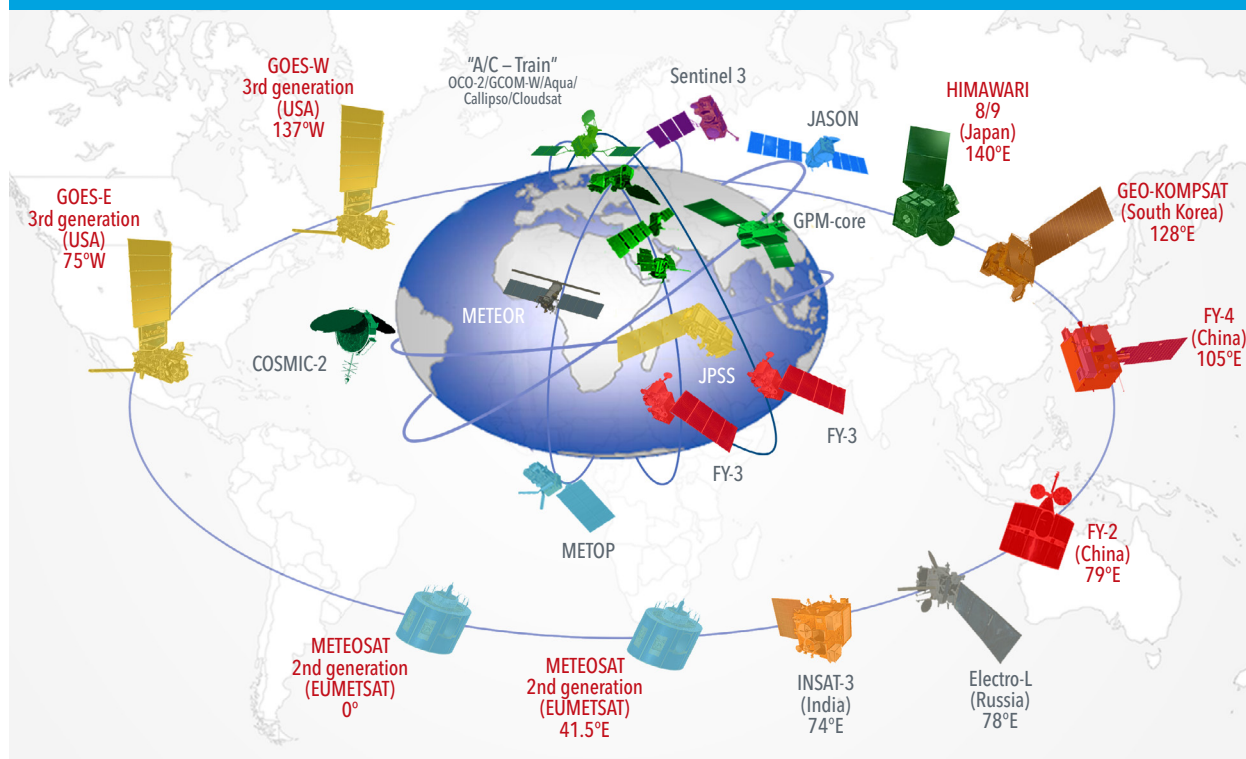 GOES-W
3rd generation
(USA)
137°W
"A/C – Train"
OCO-2/GCOM-W/Aqua/
Callipso/Cloudsat
Sentinel 3
JASON
HIMAWARI
8/9
(Japan)
140°E
GOES-E
3rd generation
(USA)
75°W
GPM-core
GEO-KOMPSAT
(South Korea)
128°E
METEOR
COSMIC-2
JPSS
FY-4
(China)
105°E
FY-3
FY-3
METOP
FY-2
(China)
79°E
METEOSAT
2nd generation
(EUMETSAT)
0°
METEOSAT
2nd generation
(EUMETSAT)
41.5°E
INSAT-3
(India)
74°E
Electro-L
(Russia)
78°E